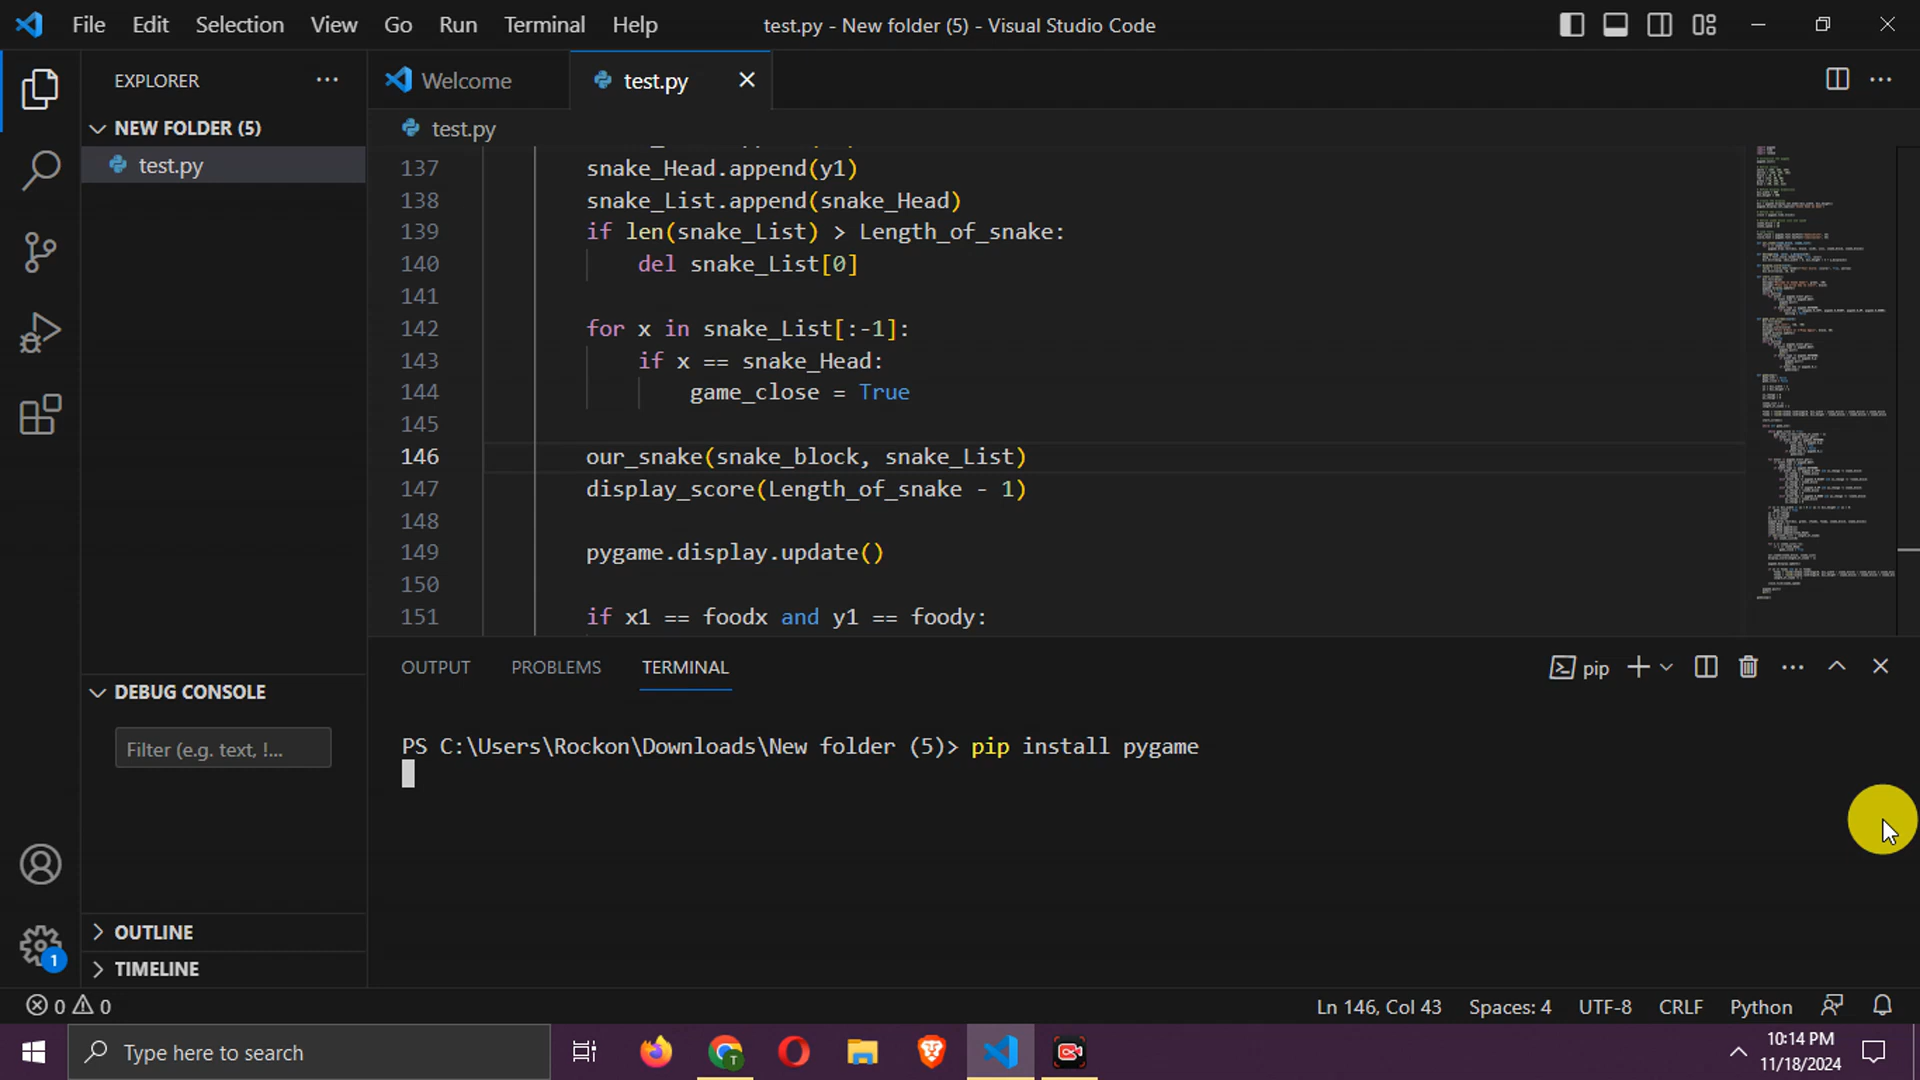 File Edit Selection View Go Run Terminal Help
test.py - New folder (5) - Visual Studio Code
EXPLORER
NEW FOLDER (5)
test.py
DEBUG CONSOLE
Filter (e.g. text, !...
OUTLINE
TIMELINE
1
Welcome
test.py
test.py
137 snake_Head.append(y1)
138 snake_List.append(snake_Head)
139 if len(snake_List) > Length_of_snake:
140 del snake_List[0]
141
142 for x in snake_List[:-1]:
143 if x == snake_Head:
144 game_close = True
145
146 our_snake(snake_block, snake_List)
147 display_score(Length_of_snake - 1)
148
149 pygame.display.update()
150
151 if x1 == foodx and y1 == foody:
OUTPUT PROBLEMS TERMINAL
pip
PS C:\Users\Rockon\Downloads\New folder (5)> pip install pygame
0 0
Ln 146, Col 43 Spaces: 4 UTF-8 CRLF Python
Type here to search
T
10:14 PM
11/18/2024